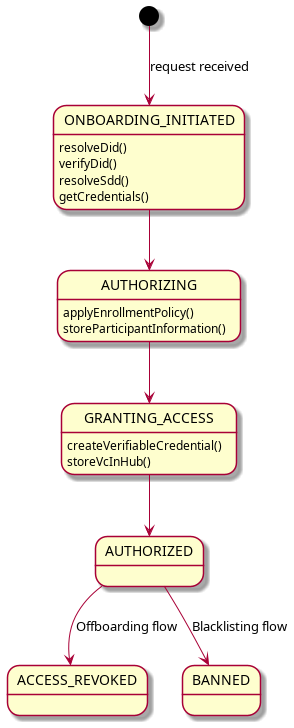 request received
ONBOARDING_INITIATED
resolveDid()
verifyDid()
resolveSdd()
getCredentials()
AUTHORIZING
applyEnrollmentPolicy()
storeParticipantInformation()
GRANTING_ACCESS
createVerifiableCredential()
storeVcInHub()
AUTHORIZED
Offboarding flow
Blacklisting flow
ACCESS_REVOKED
BANNED